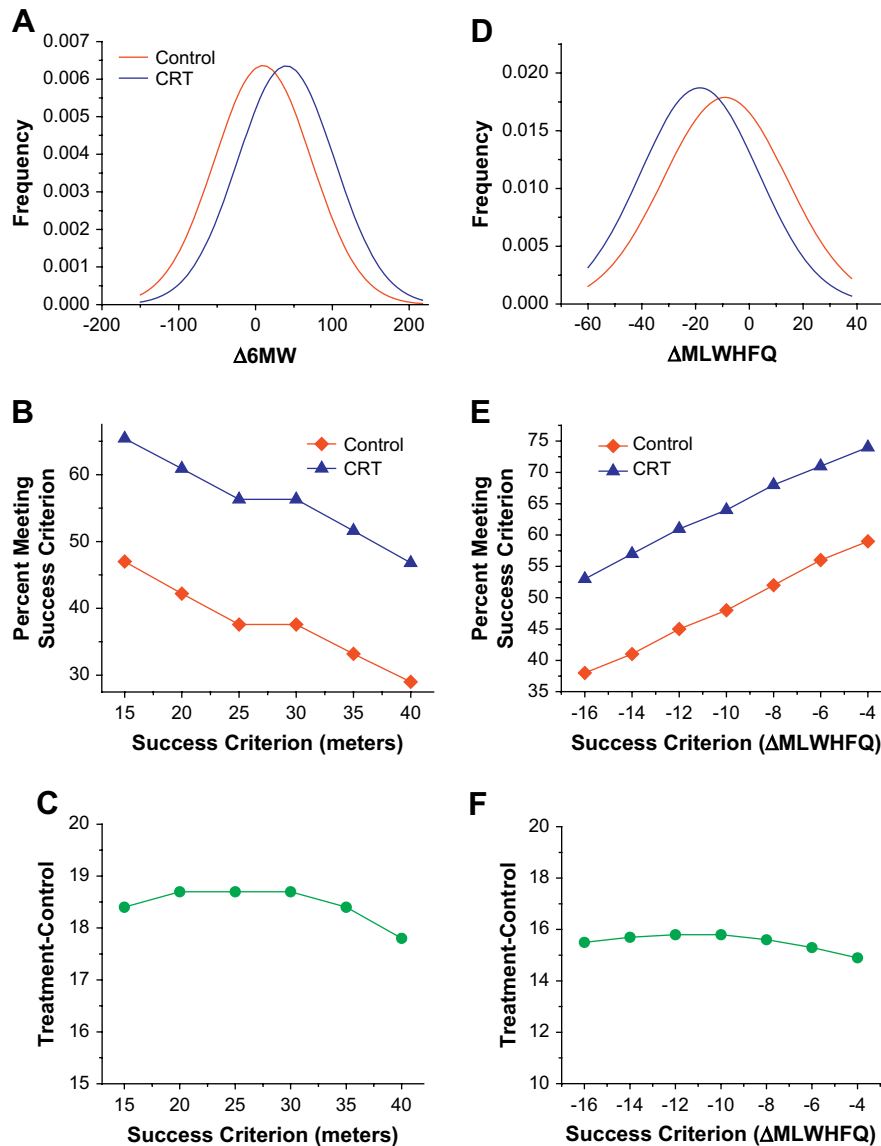 A
Control
CRT
0.007
0.006
0.005
0.004
0.003
0.002
0.001
0.000
Frequency
-200 -100 0 100 200
Δ6MW
D
0.020
0.015
0.010
0.005
0.000
Frequency
-60 -40 -20 0 20 40
ΔMLWHFQ
B
Control
CRT
60
50
40
30
Percent Meeting
Success Criterion
15 20 25 30 35 40
Success Criterion (meters)
E
Control
CRT
75
70
65
60
55
50
45
40
35
Percent Meeting
Success Criterion
-16 -14 -12 -10 -8 -6 -4
Success Criterion (ΔMLWHFQ)
C
20
19
18
17
16
15
Treatment-Control
15 20 25 30 35 40
Success Criterion (meters)
F
20
18
16
14
12
10
Treatment-Control
-16 -14 -12 -10 -8 -6 -4
Success Criterion (ΔMLWHFQ)